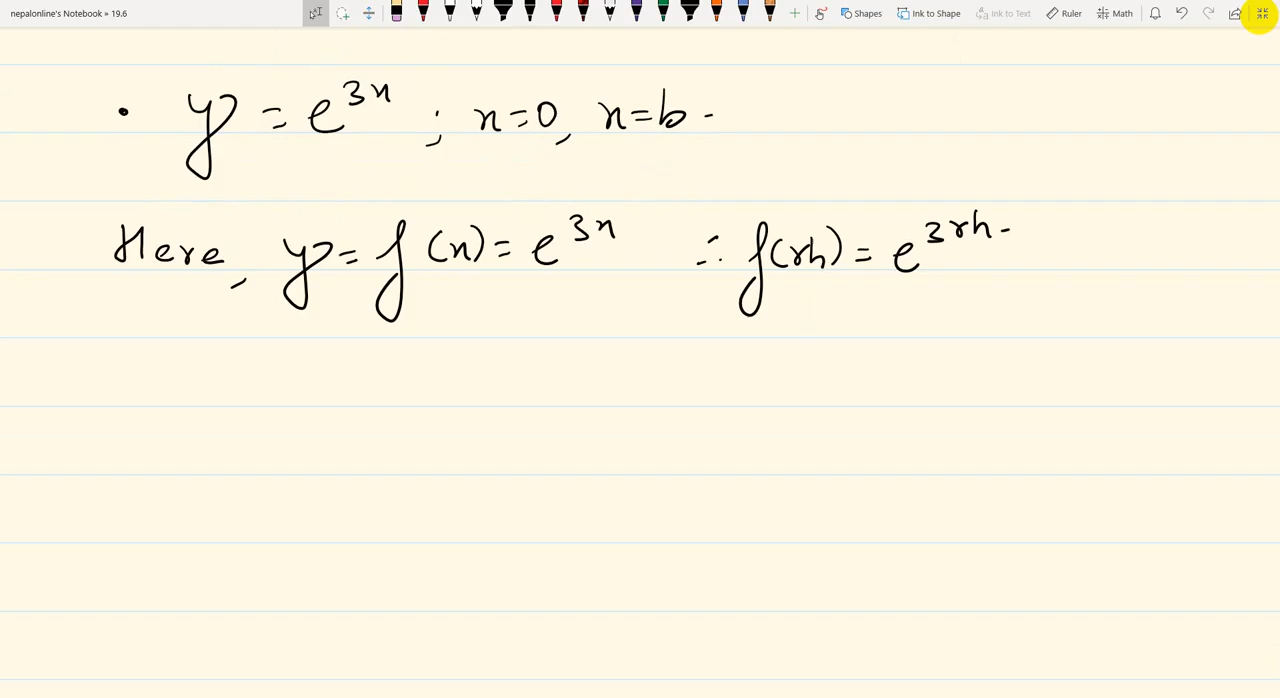 nepalonline's Notebook » 19.6 Shapes Ink to Shape Ink to Text Ruler Math
• y = e^{3x} ; x=0, x=b.
Here, y = f(x) = e^{3x} ∴ f(rh) = e^{3rh}.